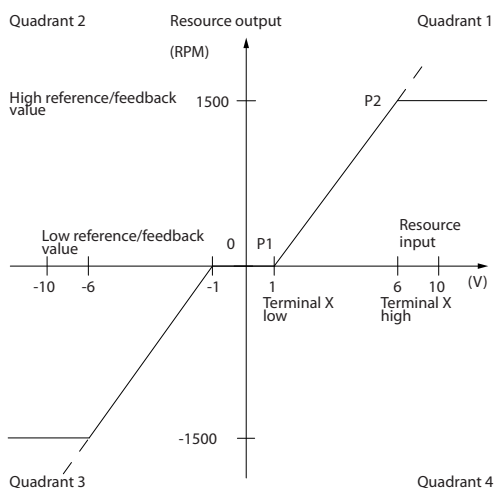 Quadrant 2
Resource output
Quadrant 1
(RPM)
High reference/feedback
value
1500
P2
Low reference/feedback
value
0
P1
Resource
input
-10
-6
-1
1
6
10
(V)
Terminal X
low
Terminal X
high
-1500
Quadrant 3
Quadrant 4